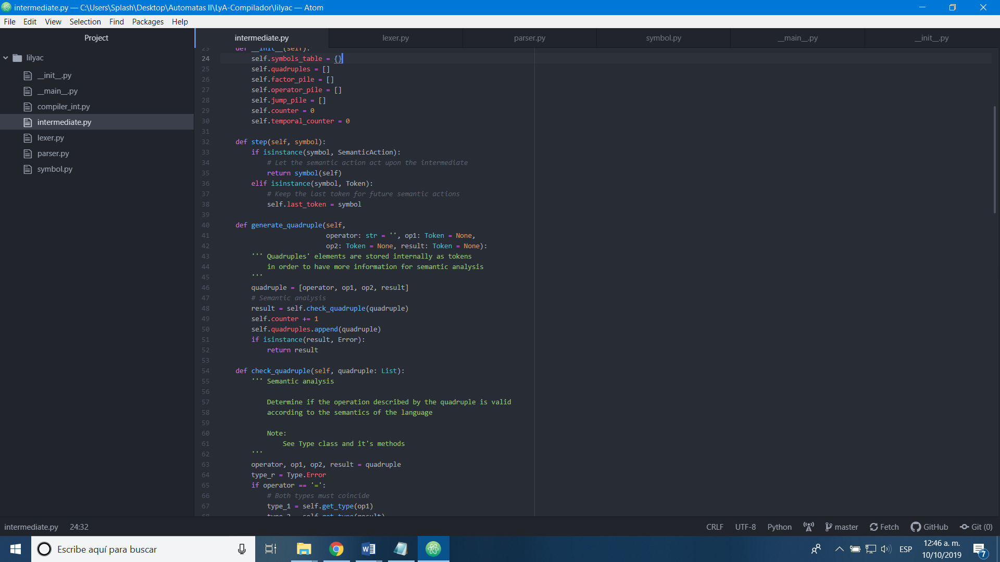 intermediate.py — C:\Users\Splash\Desktop\Automatas II\LyA-Compilador\lilyac — Atom
File Edit View Selection Find Packages Help
Project
lilyac
__init__.py
__main__.py
compiler_int.py
intermediate.py
lexer.py
parser.py
symbol.py
intermediate.py lexer.py parser.py symbol.py __main__.py __init__.py
23 def __init__(self):
24 self.symbols_table = {}
25 self.quadruples = []
26 self.factor_pile = []
27 self.operator_pile = []
28 self.jump_pile = []
29 self.counter = 0
30 self.temporal_counter = 0
31
32 def step(self, symbol):
33 if isinstance(symbol, SemanticAction):
34 # Let the semantic action act upon the intermediate
35 return symbol(self)
36 elif isinstance(symbol, Token):
37 # Keep the last token for future semantic actions
38 self.last_token = symbol
39
40 def generate_quadruple(self,
41 operator: str = '', op1: Token = None,
42 op2: Token = None, result: Token = None):
43 ''' Quadruples' elements are stored internally as tokens
44 in order to have more information for semantic analysis
45 '''
46 quadruple = [operator, op1, op2, result]
47 # Semantic analysis
48 result = self.check_quadruple(quadruple)
49 self.counter += 1
50 self.quadruples.append(quadruple)
51 if isinstance(result, Error):
52 return result
53
54 def check_quadruple(self, quadruple: List):
55 ''' Semantic analysis
56
57 Determine if the operation described by the quadruple is valid
58 according to the semantics of the language
59
60 Note:
61 See Type class and it's methods
62 '''
63 operator, op1, op2, result = quadruple
64 type_r = Type.Error
65 if operator == '=':
66 # Both types must coincide
67 type_1 = self.get_type(op1)
68 type_2 = self.get_type(result)
intermediate.py 24:32 CRLF UTF-8 Python master Fetch GitHub Git (0)
Escribe aquí para buscar
ESP
12:46 a. m.
10/10/2019
7